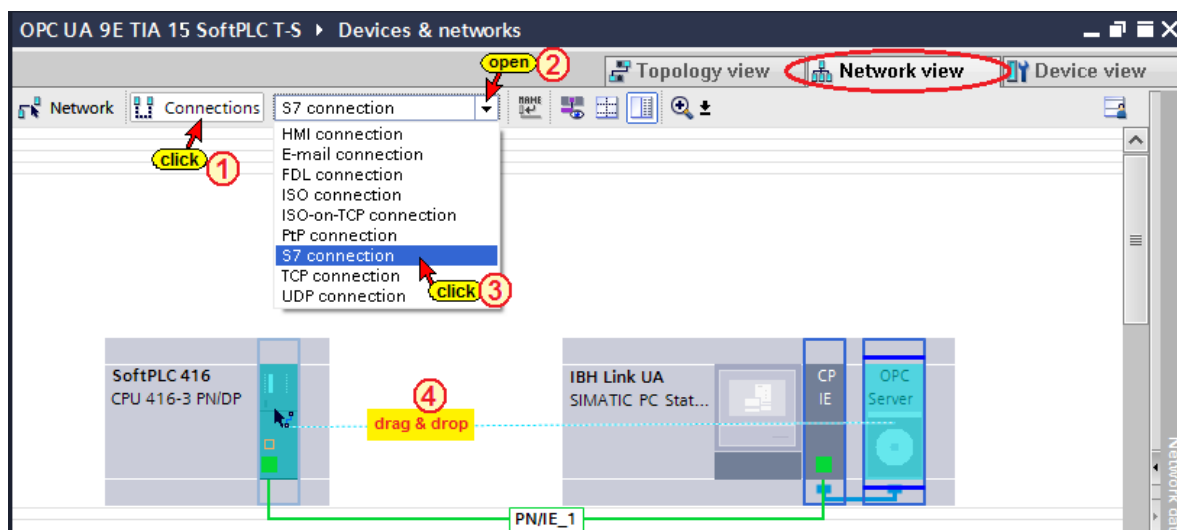 OPC UA 9E TIA 15 SoftPLC T-S ▸ Devices & networks
open 2
Topology view Network view Device view
Network Connections S7 connection NAME
HMI connection
E-mail connection
FDL connection
ISO connection
ISO-on-TCP connection
PtP connection
S7 connection
TCP connection
UDP connection
click 1
click 3
SoftPLC 416
CPU 416-3 PN/DP
4
drag & drop
IBH Link UA
SIMATIC PC Stat...
CP
IE
OPC
Server
PN/IE_1
Network data